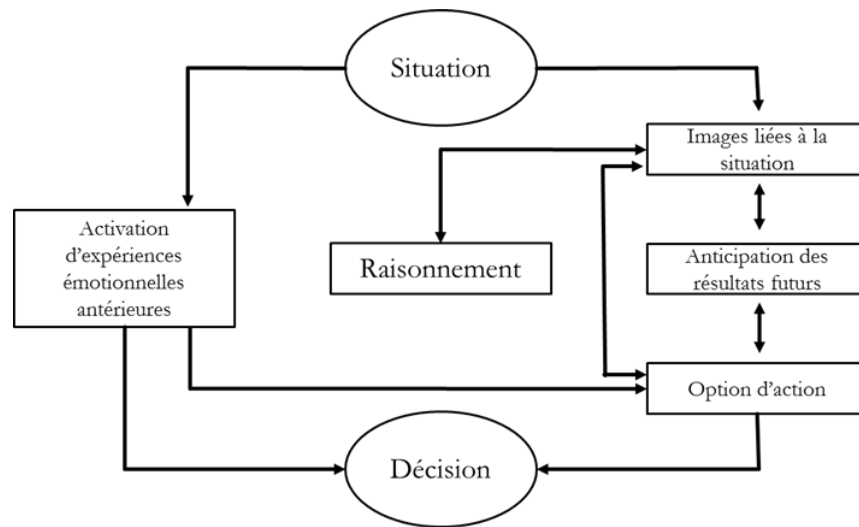 Situation
Images liées à la
situation
Activation
d'expériences
émotionnelles
antérieures
Raisonnement
Anticipation des
résultats futurs
Option d'action
Décision